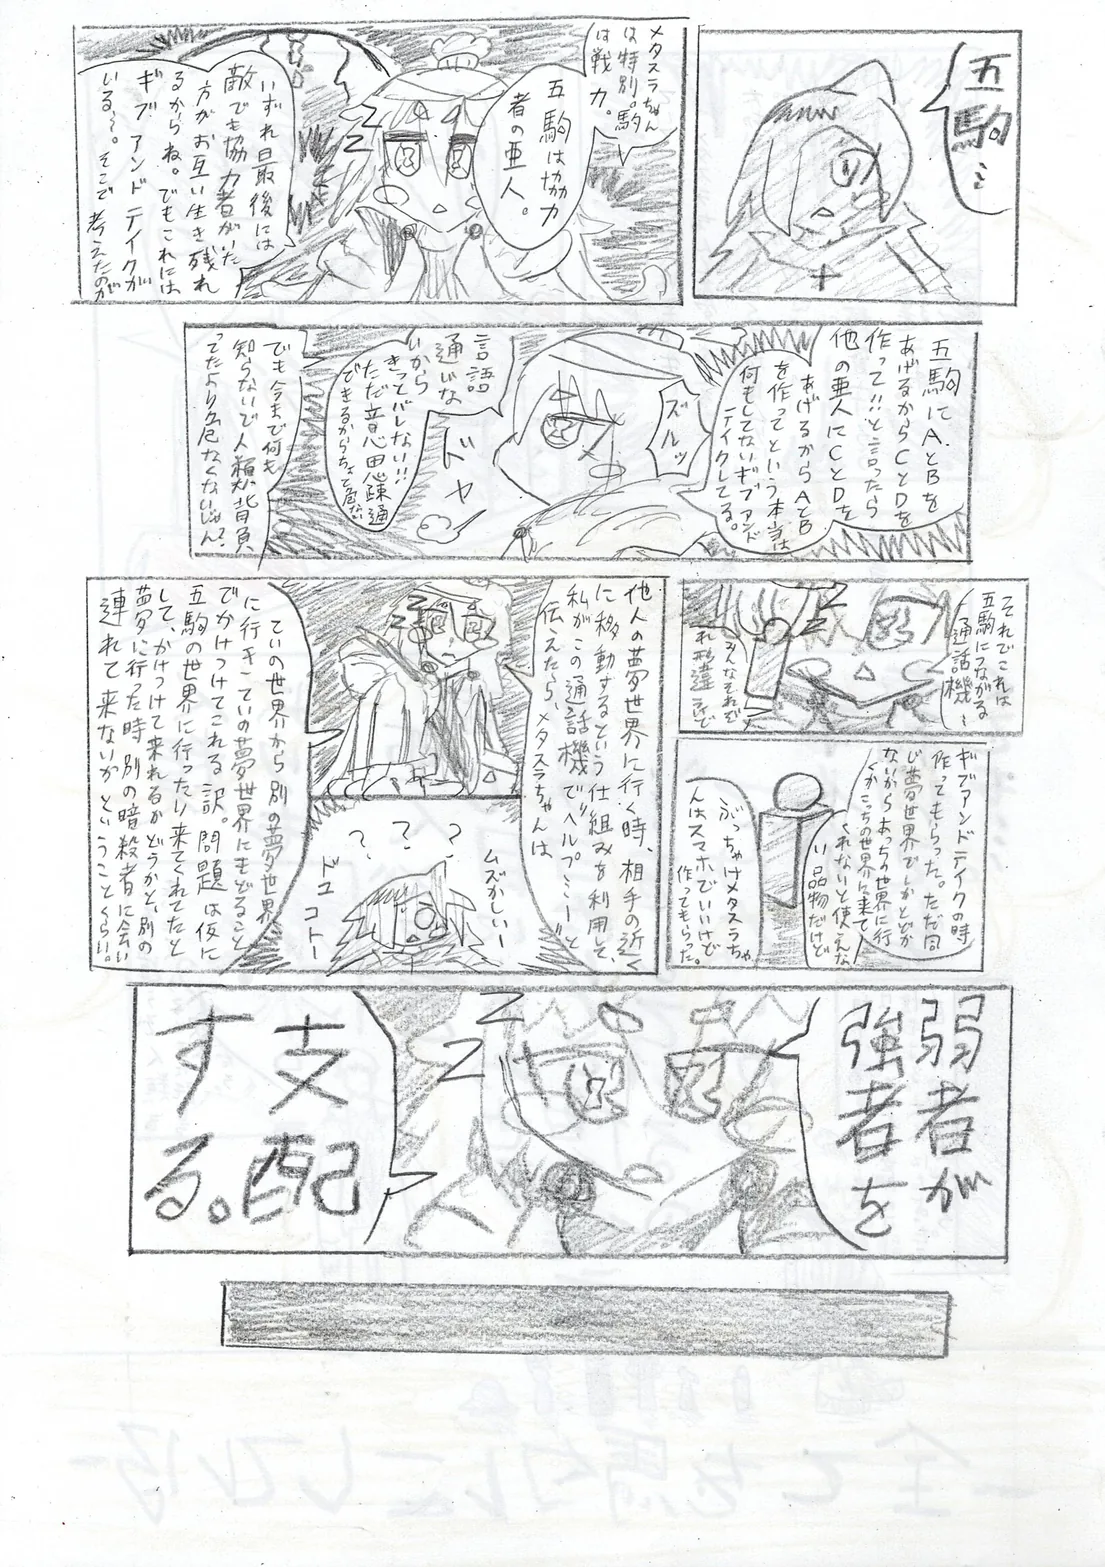 五駒…
メタスラちゃん
は特別。駒
は戦力。
五駒は協力
者の亜人。
いずれ最後には
敵でも協力者がいた
方がお互い生き残れ
るからね。でもこれには
ギブアンドテイクが
いる〜。そこで考えたのが
五駒にAとBを
あげるからCとDを
作って!!と言ったら
他の亜人にCとDを
あげるからAとB
を作ってという本当は
何もしてないギブアンド
テイクしてる。
ズルッ
言語
通じな
いから
きっとバレない!!
ただ意思疎通
できるからちょっと危ない
ドヤ
でも今まで何も
知らないで人類背負
ってたより危なくないじゃん
それでこれは
五駒につながる
通話機〜
みんなそれぞ
れ形違うで
ギブアンドテイクの時
作ってもらった。ただ同
じ夢世界でしかとどか
ないからあっちの世界に行
くかこっちの世界に来て
くれないと使えな
い品物だけど
ぶっちゃけメタスラちゃ
んはスマホでいいけど
作ってもらった。
他人の夢世界に行く時、相手の近く
に移動するという仕組みを利用して、
私がこの通話機で"ヘルプミー"と
伝えたら、メタスラちゃんは
ていの世界から別の夢世界
に行きていの夢世界にもどること
でかけつけてこれる訳。問題は仮に
五駒の世界に行ったり来てくれてたと
して、かけつけて来れるかどうかと、別の
夢に行った時別の暗殺者に会い
連れて来ないかということくらい。
ムズかしいー
? ? ?
ドユコトー
弱者が
強者を
支配
する。